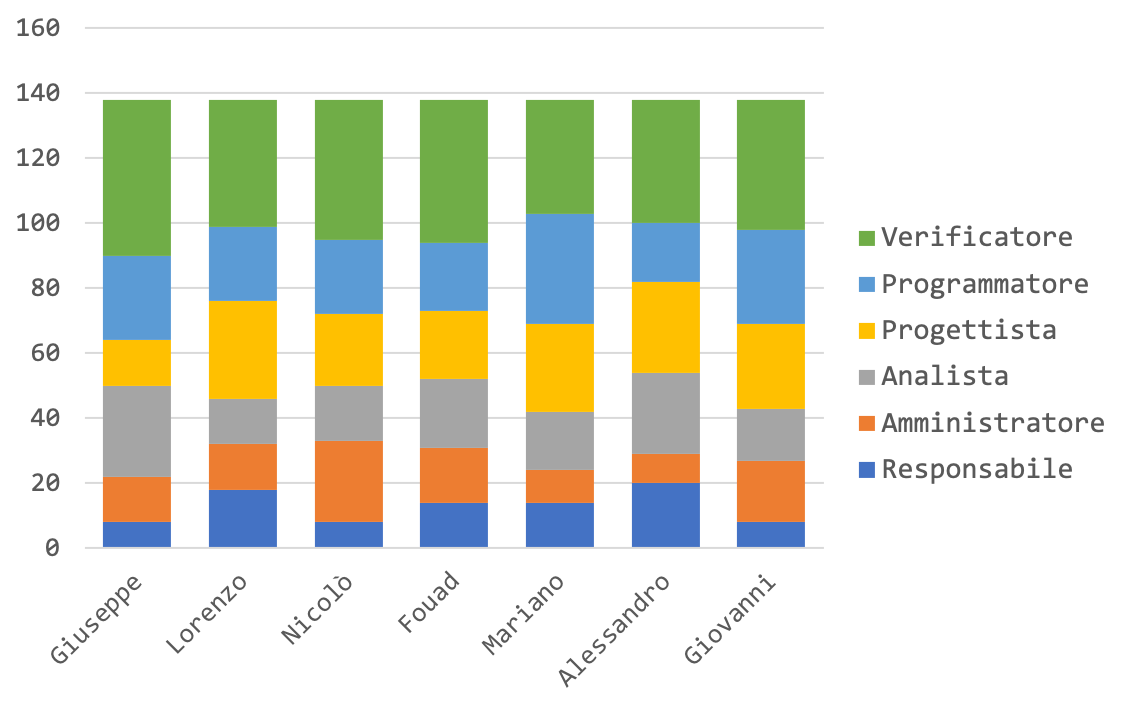 160
140
120
100
80
60
40
20
0
Giuseppe
Lorenzo
Nicolò
Fouad
Mariano
Alessandro
Giovanni
Verificatore
Programmatore
Progettista
Analista
Amministratore
Responsabile